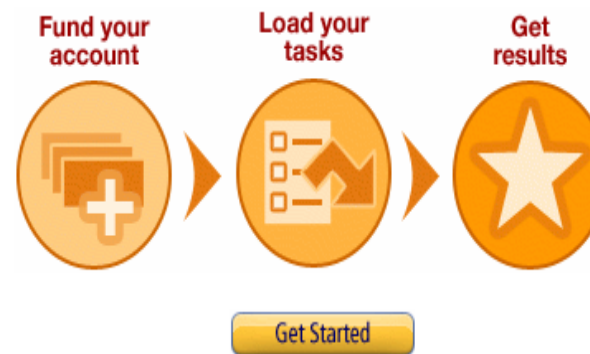 Fund your
account
Load your
tasks
Get
results
Get Started